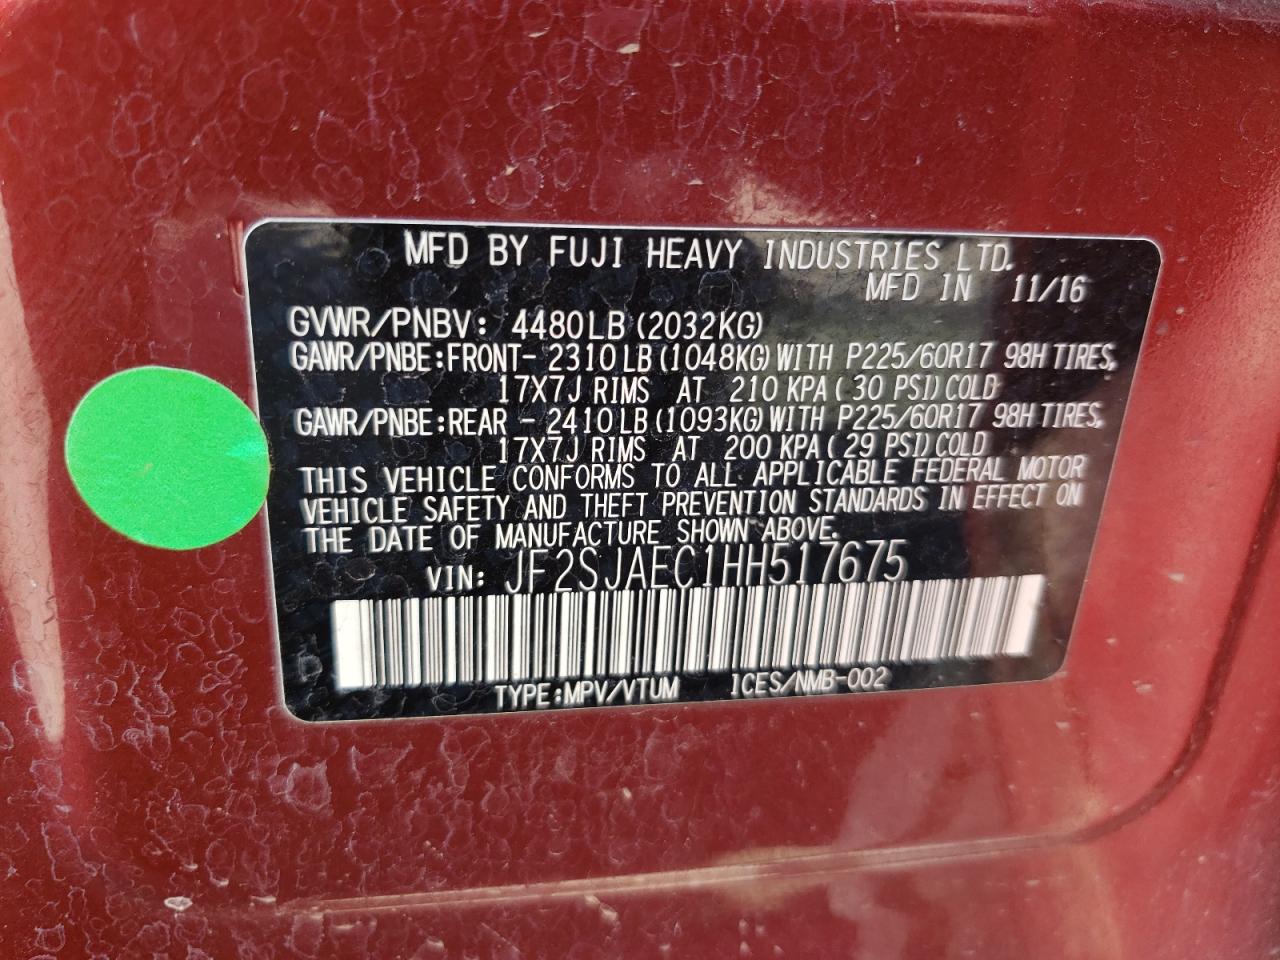 MFD BY FUJI HEAVY INDUSTRIES LTD.
MFD IN 11/16
GVWR/PNBV: 4480LB (2032KG)
GAWR/PNBE:FRONT- 2310LB (1048KG) WITH P225/60R17 98H TIRES,
17X7J RIMS AT 210 KPA ( 30 PSI) COLD
GAWR/PNBE:REAR - 2410LB (1093KG) WITH P225/60R17 98H TIRES,
17X7J RIMS AT 200 KPA ( 29 PSI) COLD
THIS VEHICLE CONFORMS TO ALL APPLICABLE FEDERAL MOTOR
VEHICLE SAFETY AND THEFT PREVENTION STANDARDS IN EFFECT ON
THE DATE OF MANUFACTURE SHOWN ABOVE.
VIN: JF2SJAEC1HH517675
TYPE:MPV/VTUM ICES/NMB-002